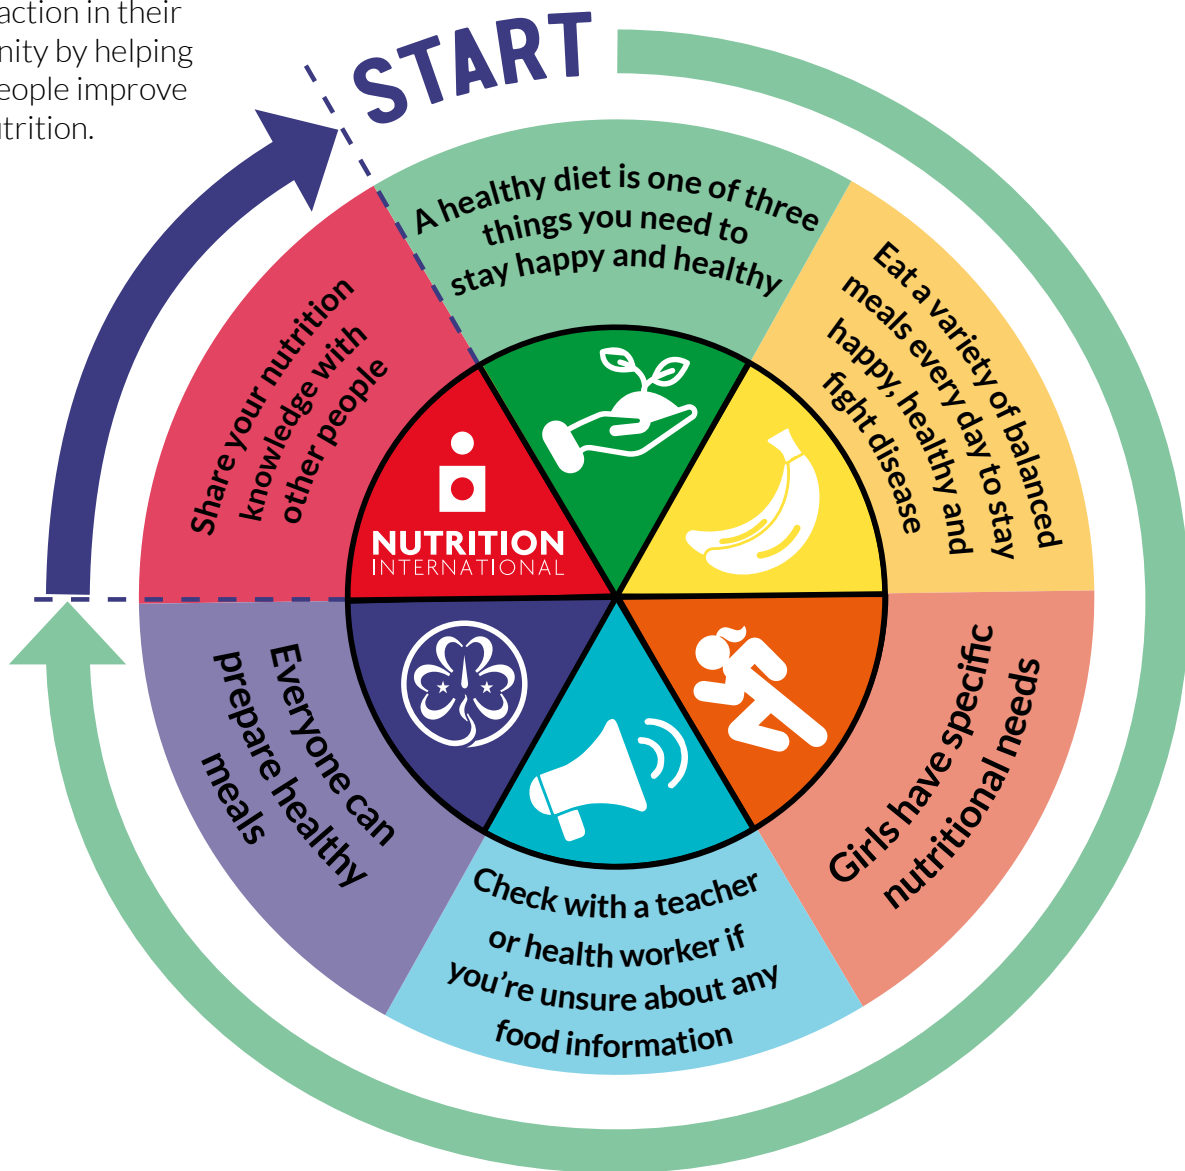 action in their
by helping
improve
START
A healthy diet is one of three
things you need to
stay happy and healthy
Eat a variety of balanced
meals every day to stay
happy, healthy and
fight disease
Girls have specific
nutritional needs
Check with a teacher
or health worker if
you're unsure about any
food information
Everyone can
prepare healthy
meals
Share your nutrition
knowledge with
other people
NUTRITION
INTERNATIONAL